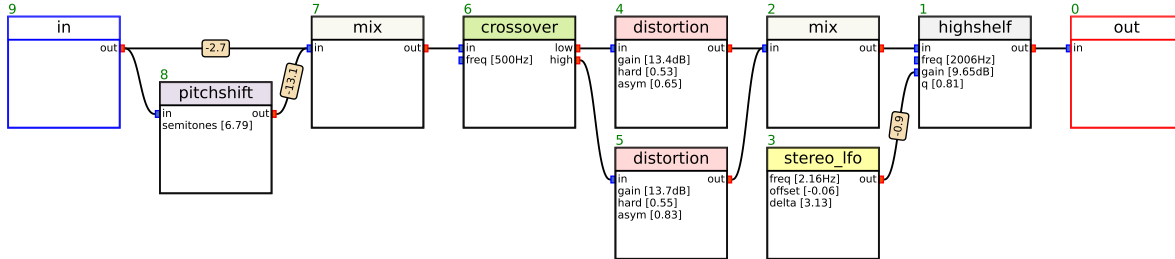 9
in
out
-2.7
8
pitchshift
in
out
semitones [6.79]
-13.1
7
mix
in
out
6
crossover
in
low
freq [500Hz]
high
4
distortion
in
out
gain [13.4dB]
hard [0.53]
asym [0.65]
5
distortion
in
out
gain [13.7dB]
hard [0.55]
asym [0.83]
2
mix
in
out
3
stereo_lfo
freq [2.16Hz]
out
offset [-0.06]
delta [3.13]
-0.9
1
highshelf
in
out
freq [2006Hz]
gain [9.65dB]
q [0.81]
0
out
in